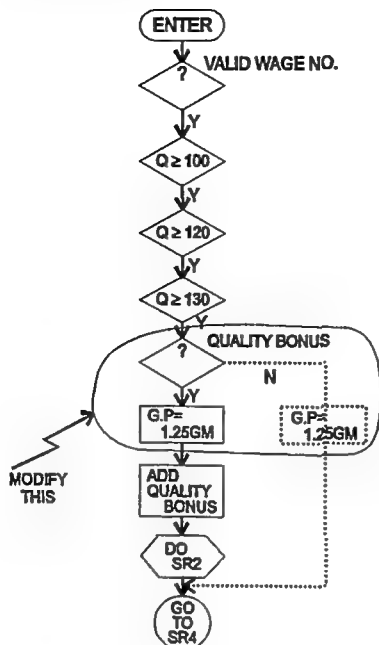 ENTER
? VALID WAGE NO.
Y
Q ≥ 100
Q ≥ 120
Y
Q ≥ 130
Y
QUALITY BONUS
?
N
Y
G.P=
1.25GM
G.P=
1.25GM
MODIFY
THIS
ADD
QUALITY
BONUS
DO
SR2
GO
TO
SR4